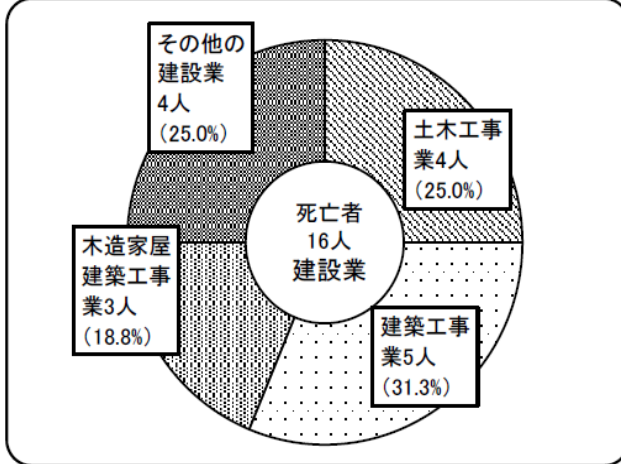 その他の
建設業
4人
(25.0%)
土木工事
業4人
(25.0%)
死亡者
16人
建設業
木造家屋
建築工事
業3人
(18.8%)
建築工事
業5人
(31.3%)